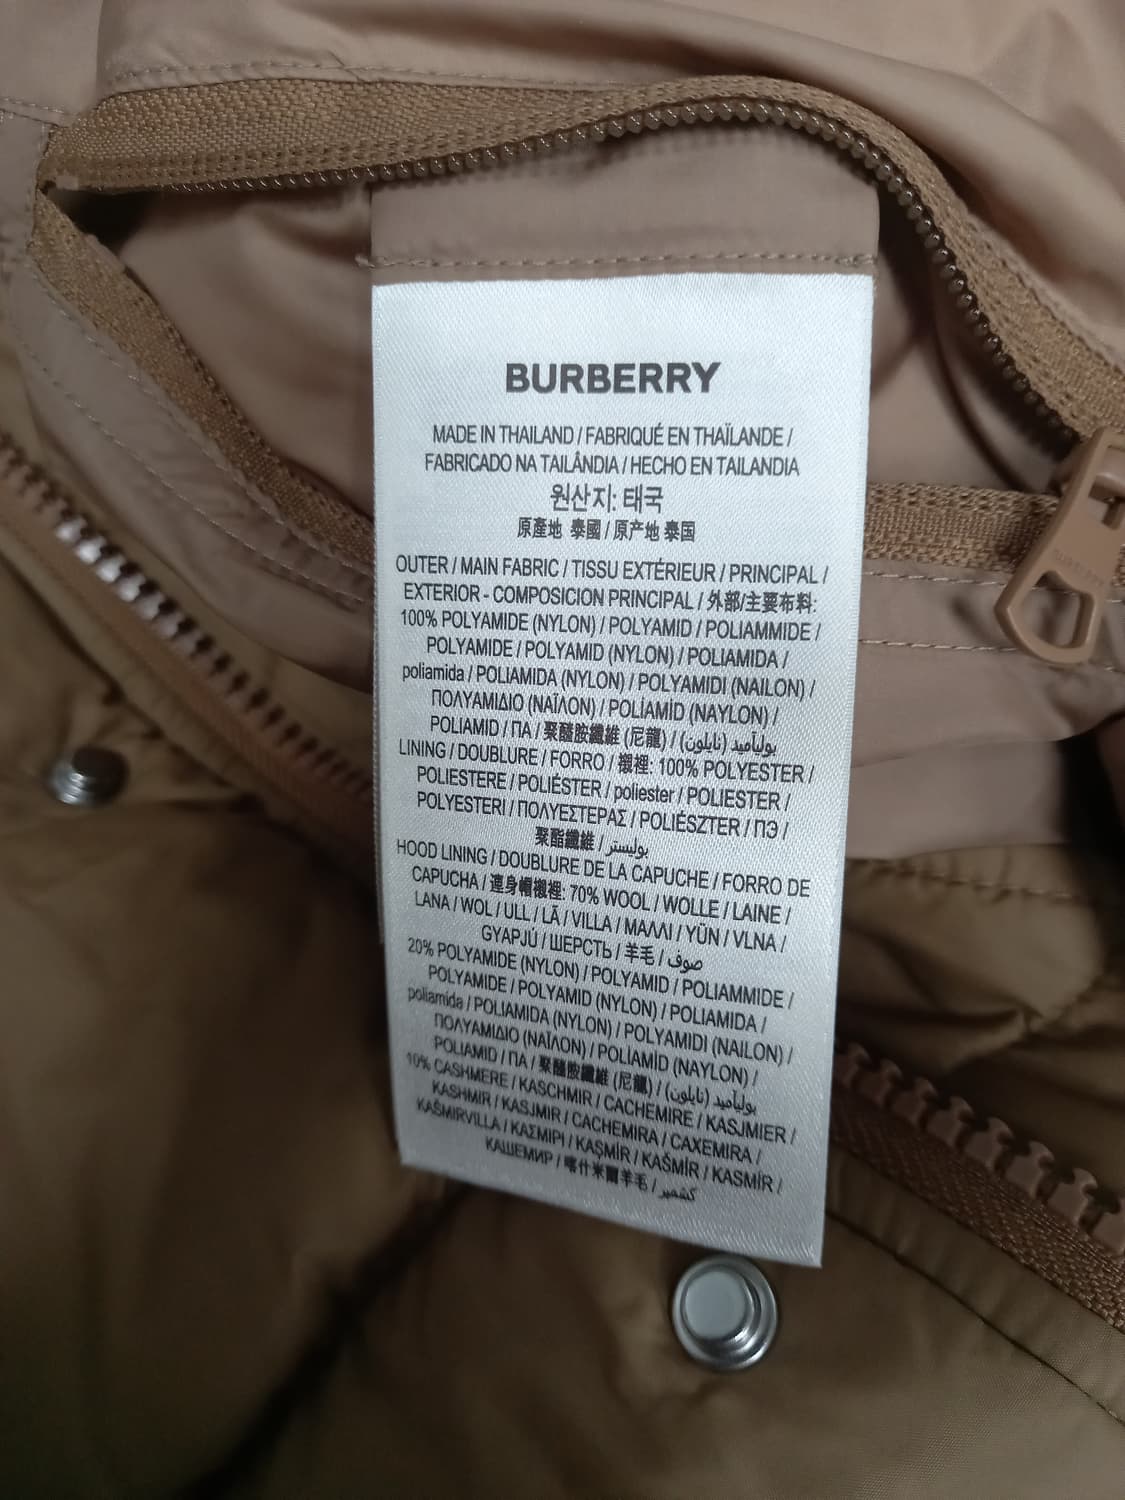 BURBERRY
MADE IN THAILAND / FABRIQUÉ EN THAÏLANDE /
FABRICADO NA TAILÂNDIA / HECHO EN TAILANDIA
원산지: 태국
原產地 泰國 / 原产地 泰国
OUTER / MAIN FABRIC / TISSU EXTÉRIEUR / PRINCIPAL /
EXTERIOR - COMPOSICION PRINCIPAL / 外部/主要布料:
100% POLYAMIDE (NYLON) / POLYAMID / POLIAMMIDE /
POLYAMIDE / POLYAMID (NYLON) / POLIAMIDA /
poliamida / POLIAMIDA (NYLON) / POLYAMIDI (NAILON) /
ΠΟΛΥΑΜΙΔΙΟ (ΝΑΪΛΟΝ) / POLİAMİD (NAYLON) /
POLIAMID / ПА / 聚醯胺纖維 (尼龍) / بوليآميد (نايلون)
LINING / DOUBLURE / FORRO / 襯裡: 100% POLYESTER /
POLIESTERE / POLIÉSTER / poliester / POLIESTER /
POLYESTERI / ΠΟΛΥΕΣΤΕΡΑΣ / POLIÉSZTER / ПЭ /
聚酯纖維 / بوليستر
HOOD LINING / DOUBLURE DE LA CAPUCHE / FORRO DE
CAPUCHA / 連身帽襯裡: 70% WOOL / WOLLE / LAINE /
LANA / WOL / ULL / LÃ / VILLA / ΜΑΛΛΙ / YÜN / VLNA /
GYAPJÚ / ШЕРСТЬ / 羊毛 / صوف
20% POLYAMIDE (NYLON) / POLYAMID / POLIAMMIDE /
POLYAMIDE / POLYAMID (NYLON) / POLIAMIDA /
poliamida / POLIAMIDA (NYLON) / POLYAMIDI (NAILON) /
ΠΟΛΥΑΜΙΔΙΟ (ΝΑΪΛΟΝ) / POLİAMİD (NAYLON) /
POLIAMID / ПА / 聚醯胺纖維 (尼龍) / بوليآميد (نايلون)
10% CASHMERE / KASCHMIR / CACHEMIRE / KASJMIER /
KASHMIR / KASJMIR / CACHEMIRA / CAXEMIRA /
KAŠMIRVILLA / ΚΑΣΜΙΡΙ / KAŞMİR / KAŠMÍR / KASMÍR /
КАШЕМИР / 喀什米爾羊毛 / كشمير
BURBERRY